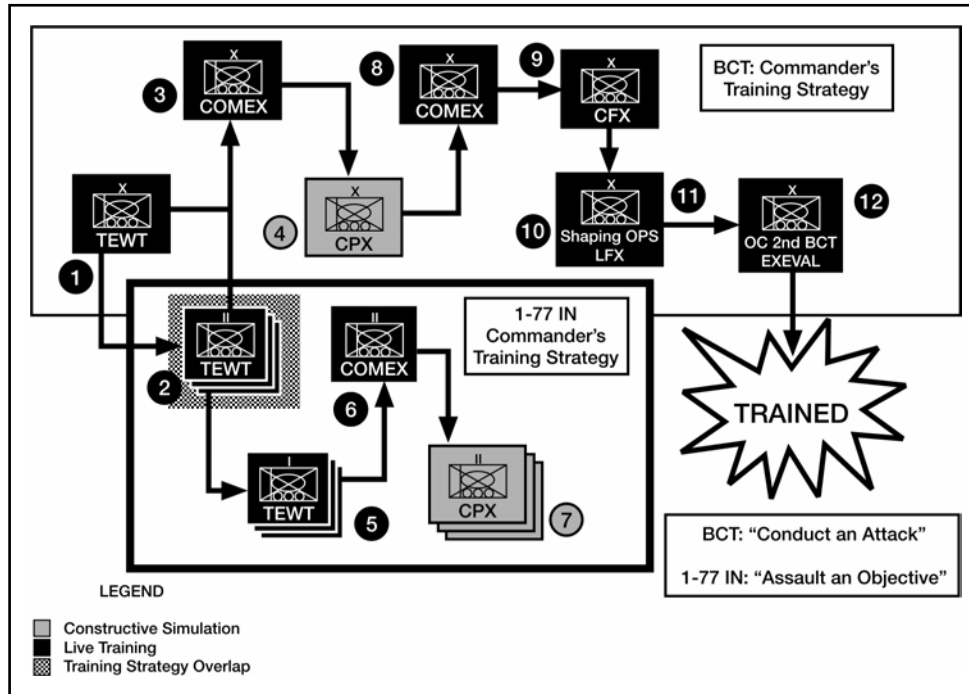 X
COMEX
3
8
X
COMEX
9
X
CFX
BCT: Commander's
Training Strategy
X
TEWT
1
4
X
CPX
10
X
Shaping OPS
LFX
11
X
OC 2nd BCT
EXEVAL
12
II
TEWT
2
II
COMEX
6
1-77 IN
Commander's
Training Strategy
I
TEWT
5
II
CPX
7
TRAINED
BCT: “Conduct an Attack”
1-77 IN: “Assault an Objective”
LEGEND
Constructive Simulation
Live Training
Training Strategy Overlap